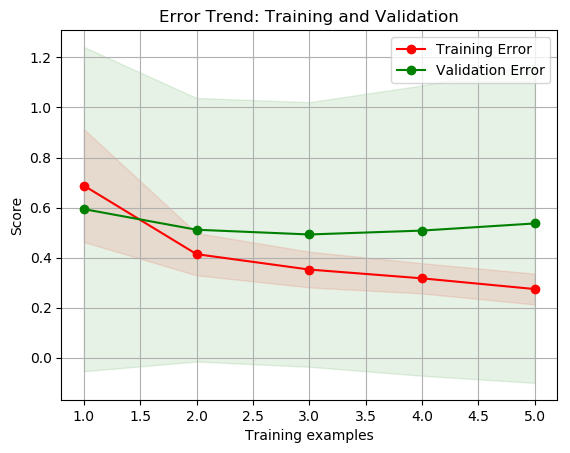 Error Trend: Training and Validation
Training Error
Validation Error
Score
1.2
1.0
0.8
0.6
0.4
0.2
0.0
1.0 1.5 2.0 2.5 3.0 3.5 4.0 4.5 5.0
Training examples